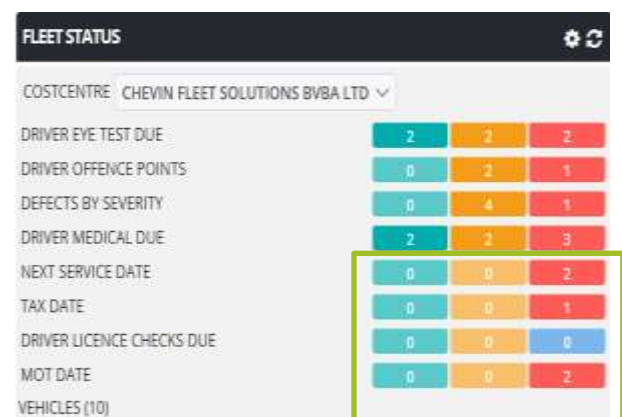 FLEET STATUS
COSTCENTRE CHEVIN FLEET SOLUTIONS BVBA LTD
DRIVER EYE TEST DUE 2 2 2
DRIVER OFFENCE POINTS 0 2 1
DEFECTS BY SEVERITY 0 4 1
DRIVER MEDICAL DUE 2 2 3
NEXT SERVICE DATE 0 0 2
TAX DATE 0 0 1
DRIVER LICENCE CHECKS DUE 0 0 0
MOT DATE 0 0 2
VEHICLES (10)